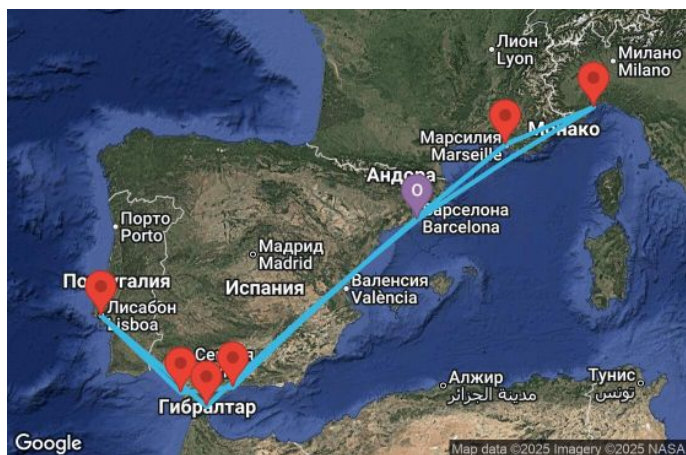 Лион
Lyon
Милано
Milano
Марсилия
Marseille
Монако
Андора
O
Барселона
Barcelona
Порто
Porto
Мадрид
Madrid
Португалия
Испания
Валенсия
València
Лисабон
Lisboa
Гибралтар
Алжир
مدينة الجزائر
Тунис
تونس
Google
Map data ©2025 Imagery ©2025 NASA